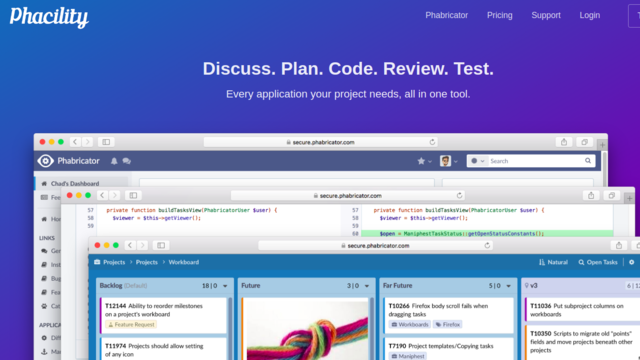 Phacility
Phabricator Pricing Support Login
Discuss. Plan. Code. Review. Test.
Every application your project needs, all in one tool.
secure.phabricator.com
Phabricator
Search
Chad's Dashboard
secure.phabricator.com
57 private function buildTasksView(PhabricatorUser $user) {
58 $viewer = $this->getViewer();
59
57 private function buildTasksView(PhabricatorUser $user) {
58 $viewer = $this->getViewer();
59
$open = ManiphestTaskStatus::getOpenStatusConstants();
LINKS
secure.phabricator.com
Projects > Projects > Workboard
Natural Open Tasks
Backlog (Default) 18 | 0
Future 3 | 0
Far Future 5 | 0
v3
T12144 Ability to reorder milestones
on a project's workboard
Feature Request
T11974 Projects should allow setting
of any icon
T10266 Firefox body scroll fails when
dragging tasks
Workboards Firefox
T7190 Project templates/Copying tasks
Maniphest
T11036 Put subproject columns on
workboards
T10350 Scripts to migrate old "points"
field and move projects beneath other
projects